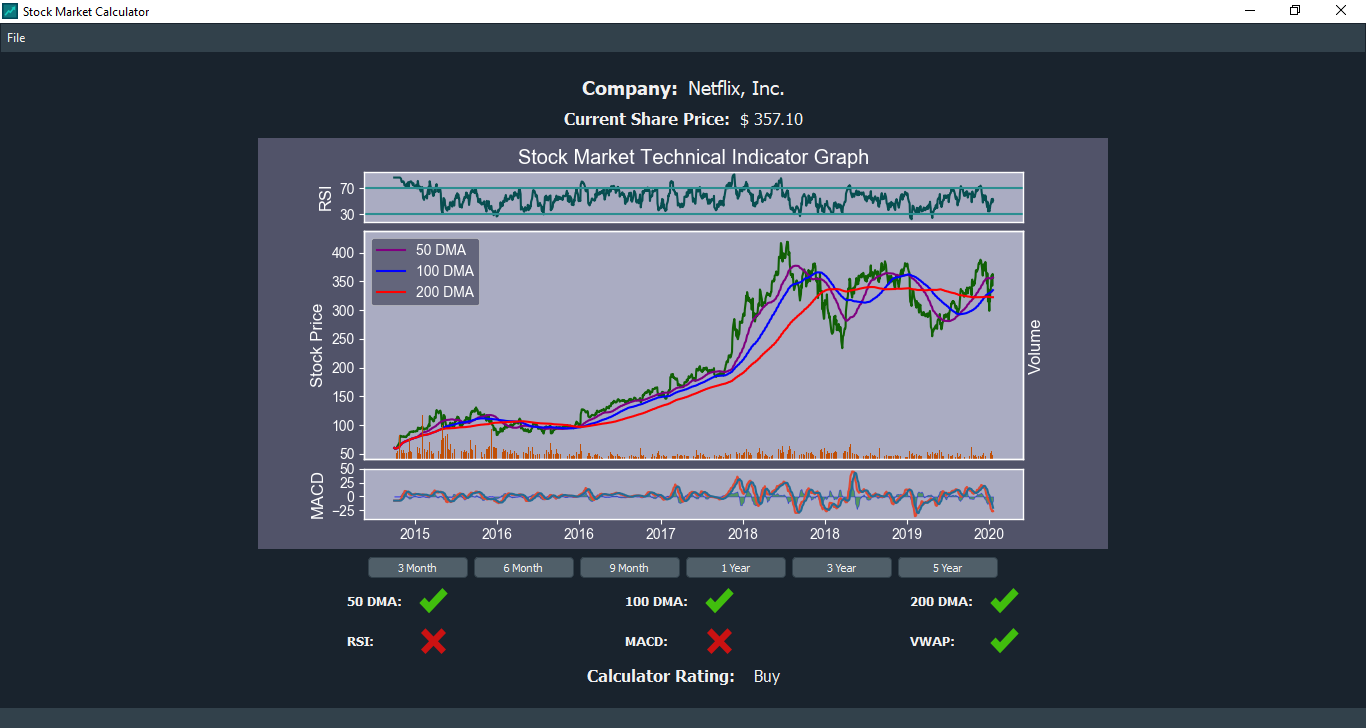 Stock Market Calculator
File
Company: Netflix, Inc.
Current Share Price: $ 357.10
Stock Market Technical Indicator Graph
RSI
70
30
Stock Price
400
350
300
250
200
150
100
50
50 DMA
100 DMA
200 DMA
Volume
MACD
50
25
0
−25
2015 2016 2016 2017 2018 2018 2019 2020
3 Month 6 Month 9 Month 1 Year 3 Year 5 Year
50 DMA: 100 DMA: 200 DMA:
RSI: MACD: VWAP:
Calculator Rating: Buy